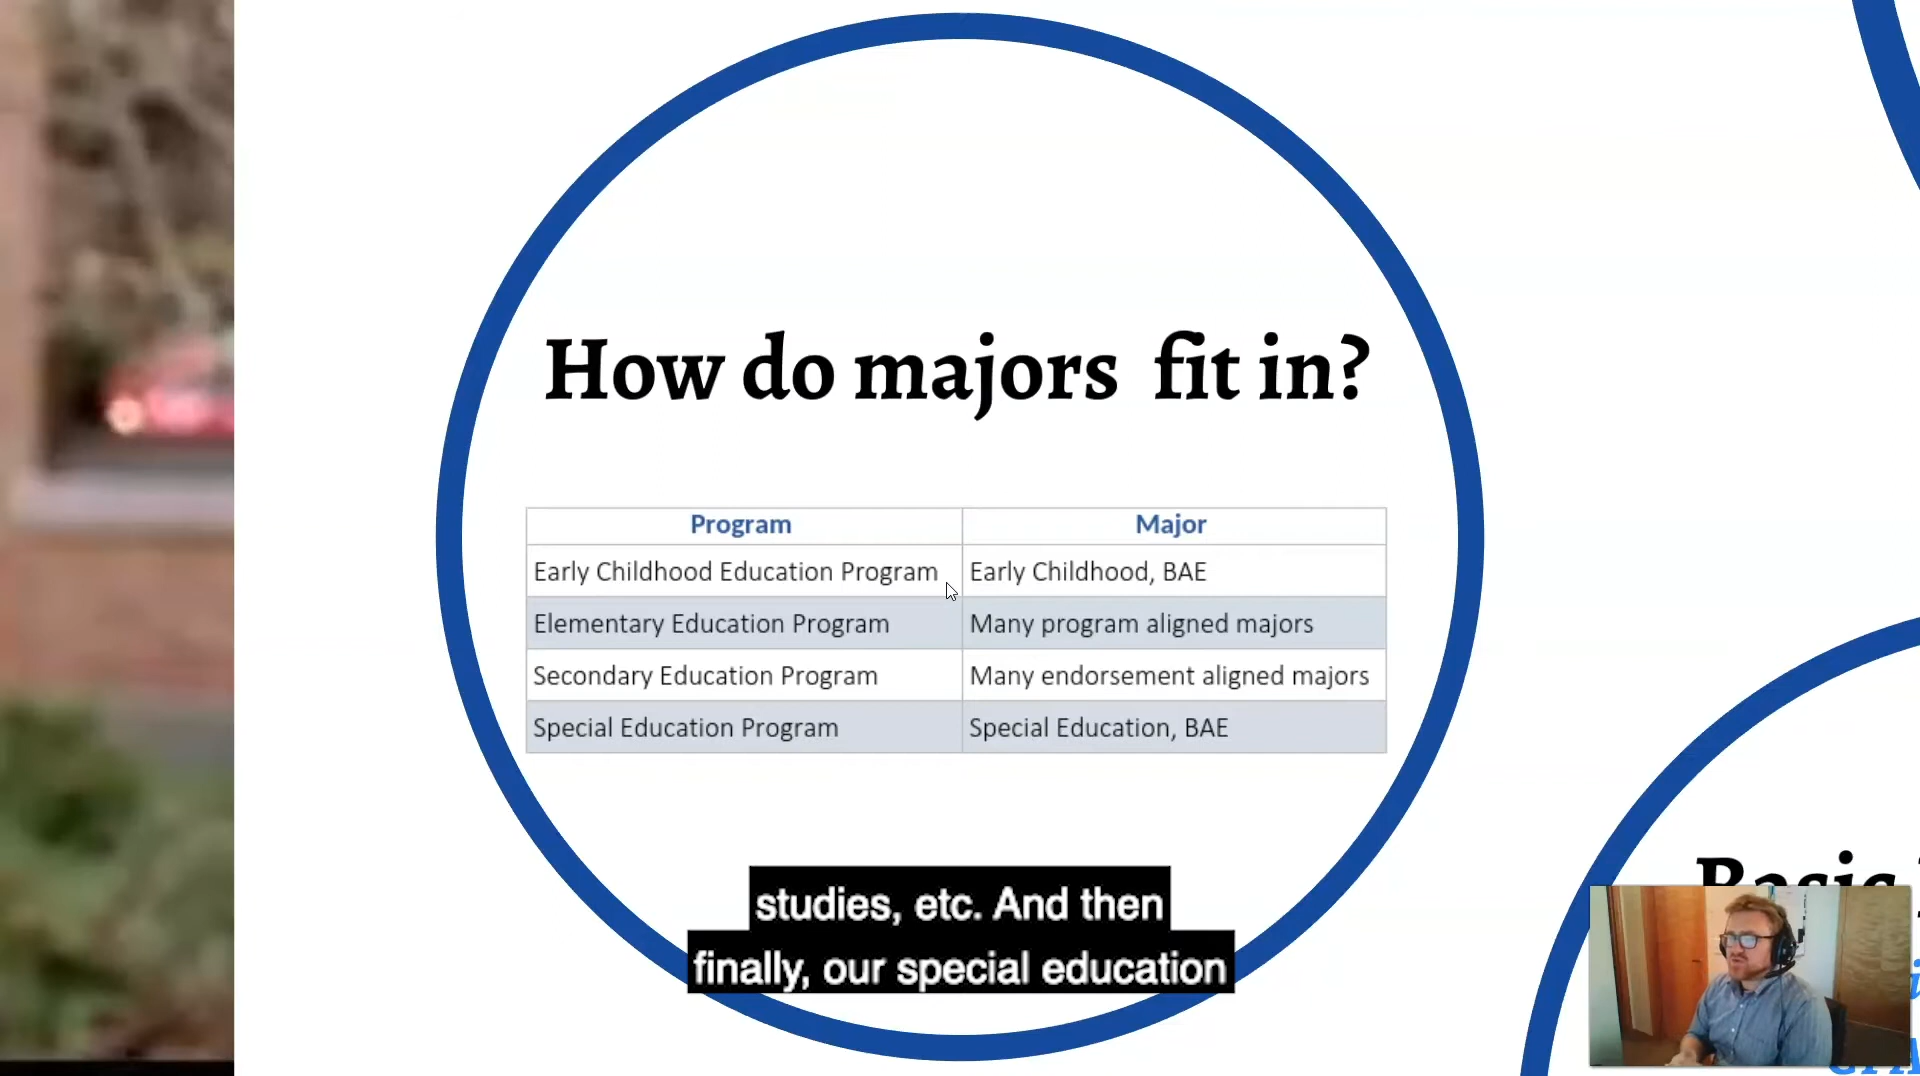 How do majors fit in?
Program Major
Early Childhood Education Program Early Childhood, BAE
Elementary Education Program Many program aligned majors
Secondary Education Program Many endorsement aligned majors
Special Education Program Special Education, BAE
studies, etc. And then
finally, our special education
Basic